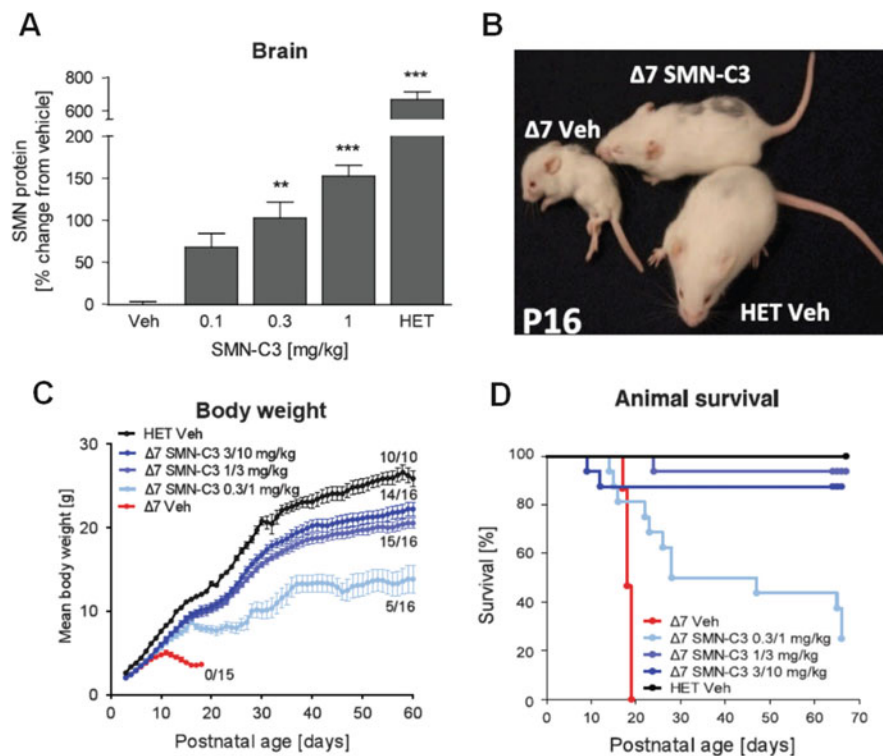 A
Brain
800
600
200
150
100
50
0
SMN protein
[% change from vehicle]
**
***
***
Veh
0.1
0.3
1
HET
SMN-C3 [mg/kg]
B
Δ7 SMN-C3
Δ7 Veh
HET Veh
P16
C
Body weight
HET Veh
Δ7 SMN-C3 3/10 mg/kg
Δ7 SMN-C3 1/3 mg/kg
Δ7 SMN-C3 0.3/1 mg/kg
Δ7 Veh
10/10
14/16
15/16
5/16
0/15
30
20
10
0
Mean body weight [g]
0
10
20
30
40
50
60
Postnatal age [days]
D
Animal survival
100
80
60
40
20
0
Survival [%]
Δ7 Veh
Δ7 SMN-C3 0.3/1 mg/kg
Δ7 SMN-C3 1/3 mg/kg
Δ7 SMN-C3 3/10 mg/kg
HET Veh
0
10
20
30
40
50
60
70
Postnatal age [days]